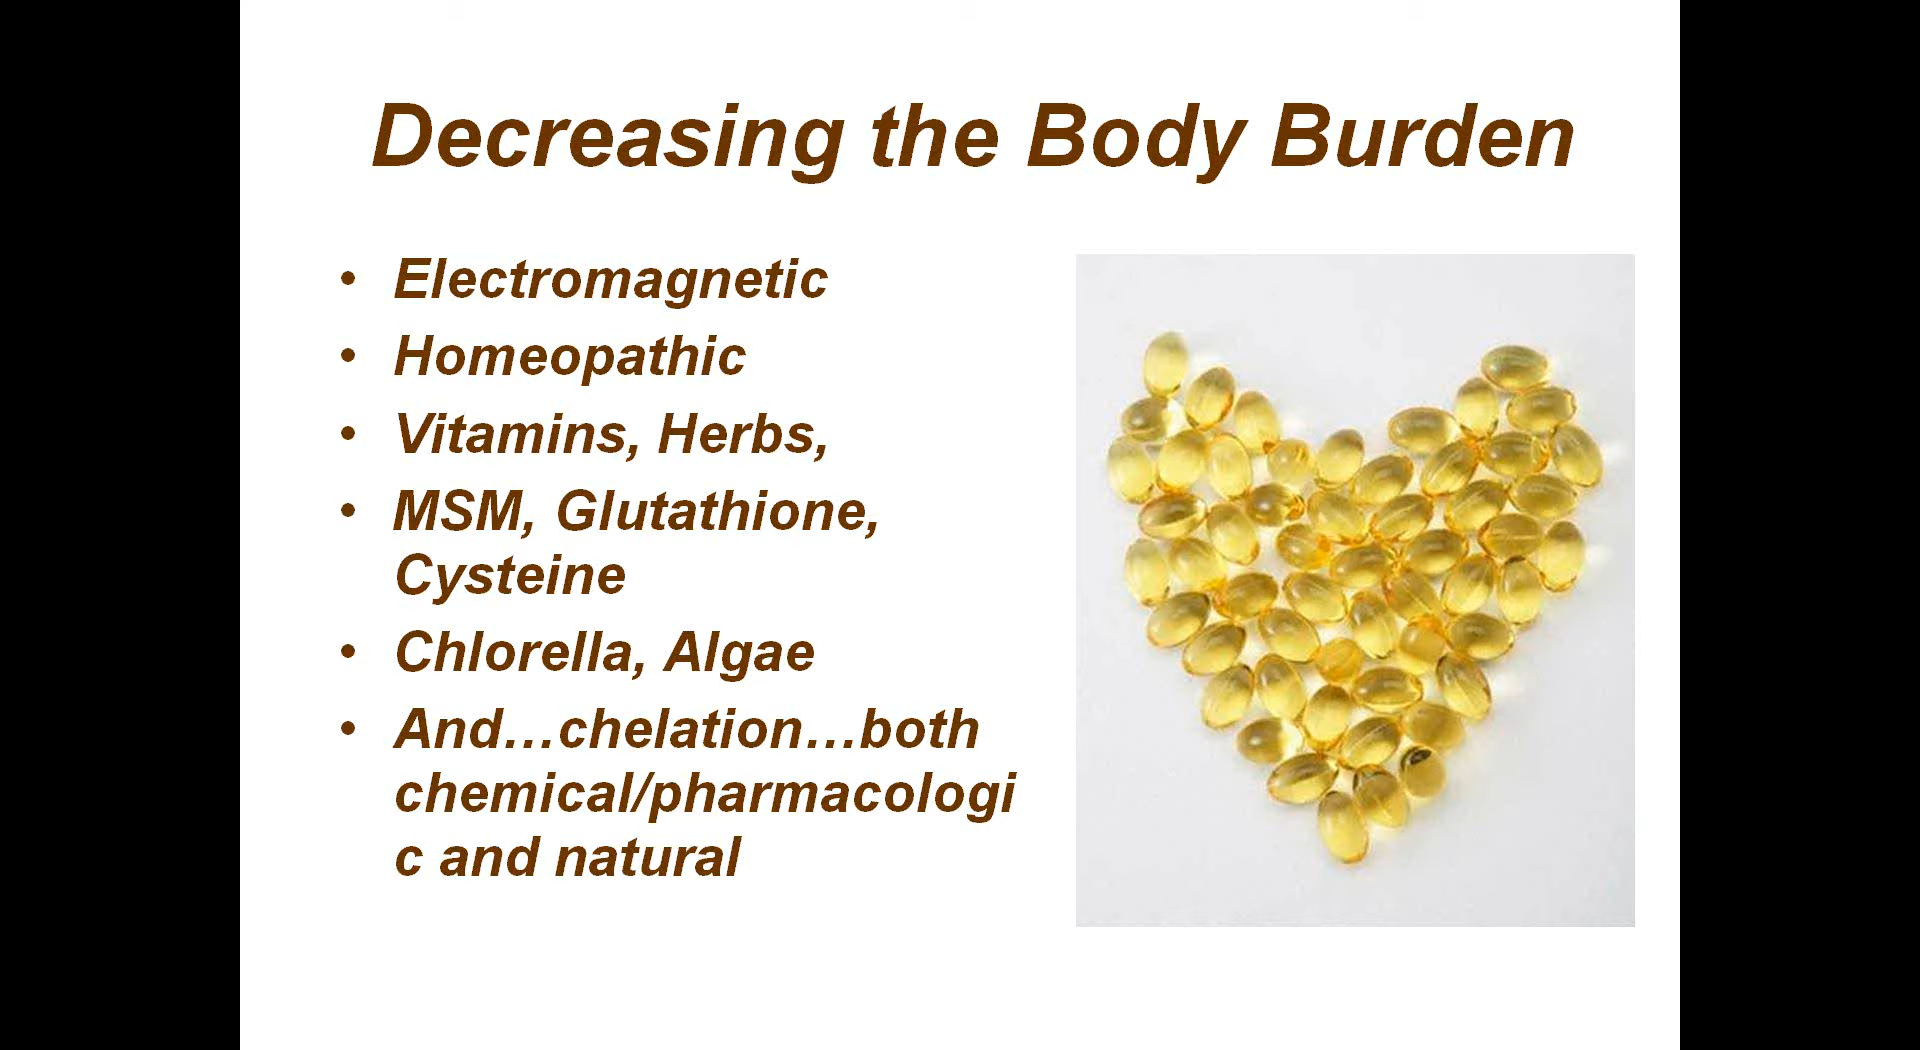 Decreasing the Body Burden
• Electromagnetic
• Homeopathic
• Vitamins, Herbs,
• MSM, Glutathione,
Cysteine
• Chlorella, Algae
• And…chelation…both
chemical/pharmacologi
c and natural